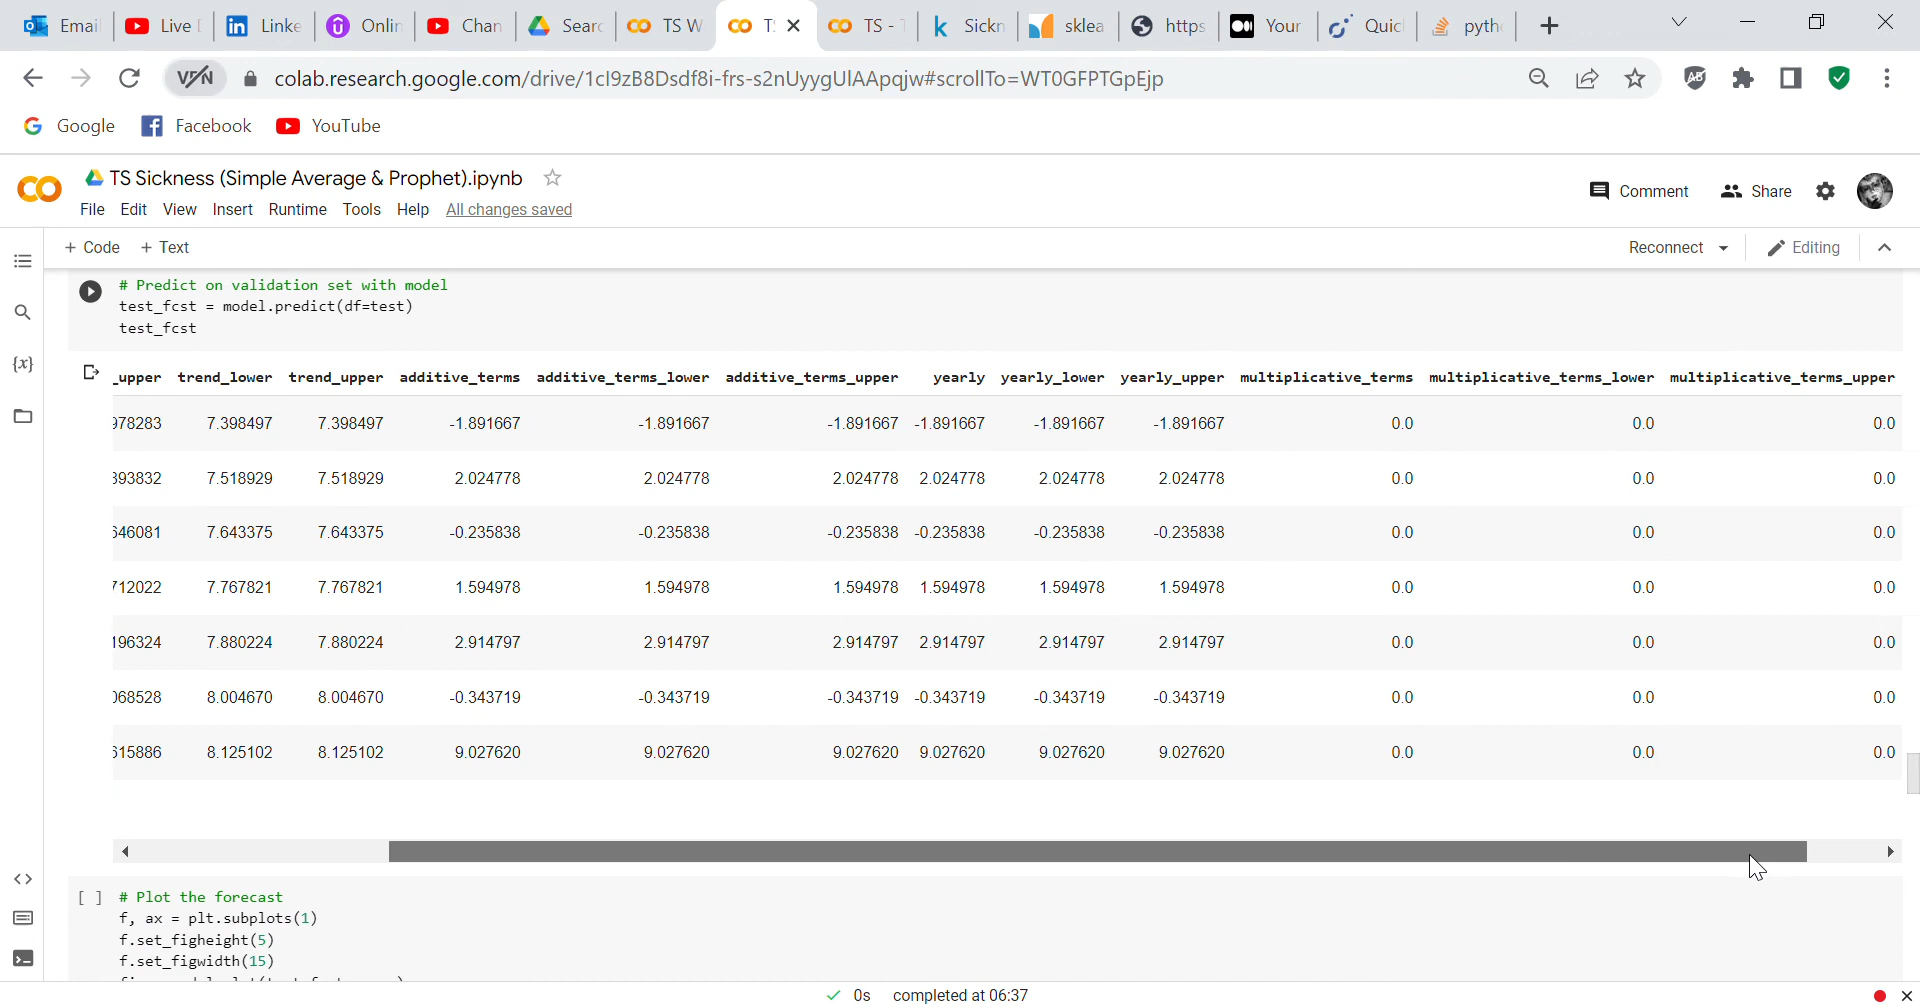 Emai Live Linke Onlin Chan Searc TS W T TS - T Sickn sklea https Your Quic pytho
VPN colab.research.google.com/drive/1cl9zB8Dsdf8i-frs-s2nUyygUlAApqjw#scrollTo=WT0GFPTGpEjp
Google Facebook YouTube
TS Sickness (Simple Average & Prophet).ipynb
File Edit View Insert Runtime Tools Help All changes saved
Comment Share
+ Code + Text Reconnect Editing
# Predict on validation set with model
test_fcst = model.predict(df=test)
test_fcst
_upper trend_lower trend_upper additive_terms additive_terms_lower additive_terms_upper yearly yearly_lower yearly_upper multiplicative_terms multiplicative_terms_lower multiplicative_terms_upper
978283 7.398497 7.398497 -1.891667 -1.891667 -1.891667 -1.891667 -1.891667 -1.891667 0.0 0.0 0.0
393832 7.518929 7.518929 2.024778 2.024778 2.024778 2.024778 2.024778 2.024778 0.0 0.0 0.0
646081 7.643375 7.643375 -0.235838 -0.235838 -0.235838 -0.235838 -0.235838 -0.235838 0.0 0.0 0.0
712022 7.767821 7.767821 1.594978 1.594978 1.594978 1.594978 1.594978 1.594978 0.0 0.0 0.0
196324 7.880224 7.880224 2.914797 2.914797 2.914797 2.914797 2.914797 2.914797 0.0 0.0 0.0
068528 8.004670 8.004670 -0.343719 -0.343719 -0.343719 -0.343719 -0.343719 -0.343719 0.0 0.0 0.0
615886 8.125102 8.125102 9.027620 9.027620 9.027620 9.027620 9.027620 9.027620 0.0 0.0 0.0
[ ] # Plot the forecast
f, ax = plt.subplots(1)
f.set_figheight(5)
f.set_figwidth(15)
0s completed at 06:37